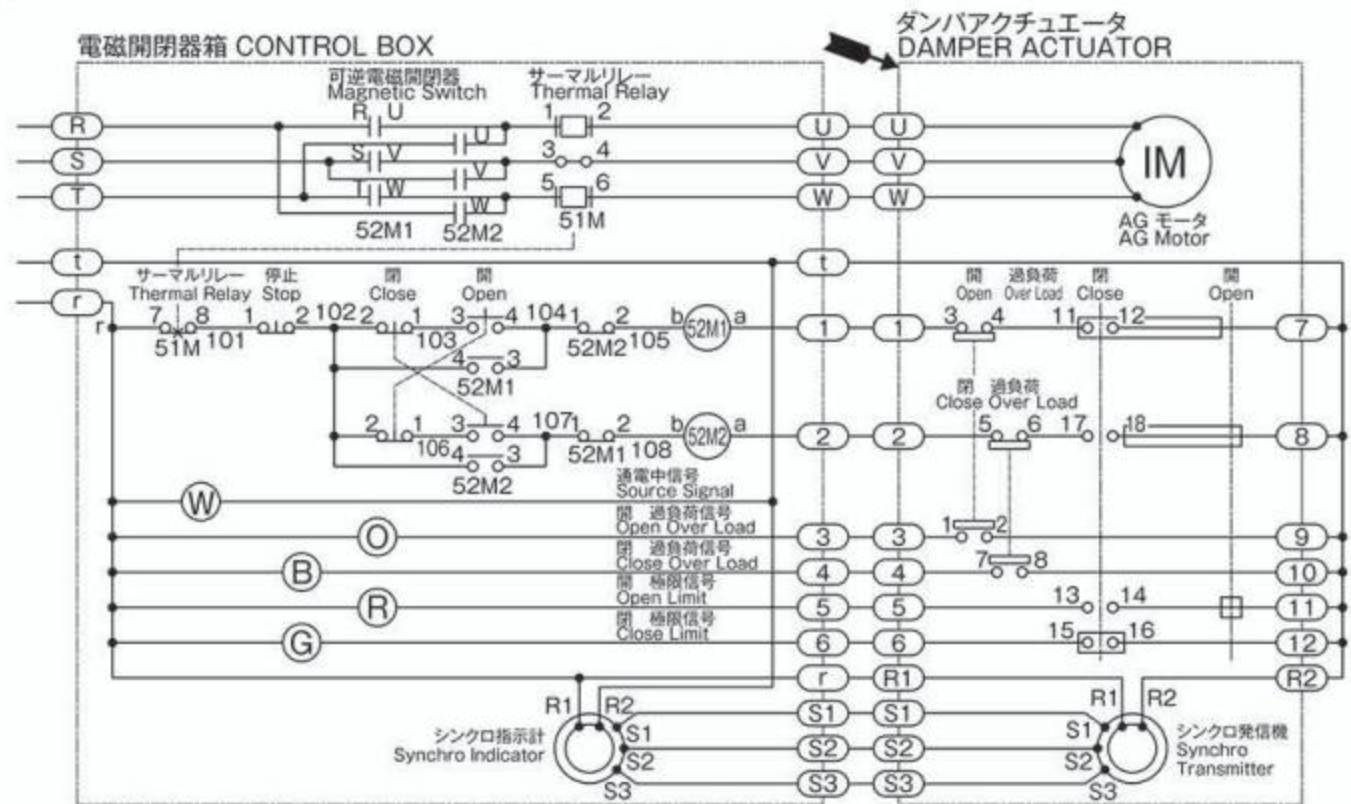 電磁開閉器箱 CONTROL BOX
ダンパアクチュエータ
DAMPER ACTUATOR
可逆電磁開閉器
Magnetic Switch
サーマルリレー
Thermal Relay
R U
U
1 2
R
U U
S V
V
3 4
S
V V
T W
W
5 6
T
W W
52M1
52M2
51M
IM
AG モータ
AG Motor
t
t
サーマルリレー
Thermal Relay
停止
Stop
閉
Close
開
Open
開
Open
過負荷
Over Load
閉
Close
開
Open
r
r 7 8 1 2 102 2 1 3 4 104 1 2 b 52M1 a 1 1 3 4 11 12 7
51M 101 103 52M2 105
4 3
52M1
閉 過負荷
Close Over Load
2 1 3 4 107 1 2 b 52M2 a 2 2 5 6 17 18 8
106 4 3 52M1 108
52M2
通電中信号
Source Signal
W
開 過負荷信号
Open Over Load
O 3 3 1 2 9
閉 過負荷信号
Close Over Load
B 4 4 7 8 10
開 極限信号
Open Limit
R 5 5 13 14 11
閉 極限信号
Close Limit
G 6 6 15 16 12
r R1 R2
R1 R2
R1 R2
S1 S1
シンクロ指示計
Synchro Indicator
S1
S2
S3
S2 S2
S1
S2
S3
シンクロ発信機
Synchro
Transmitter
S3 S3